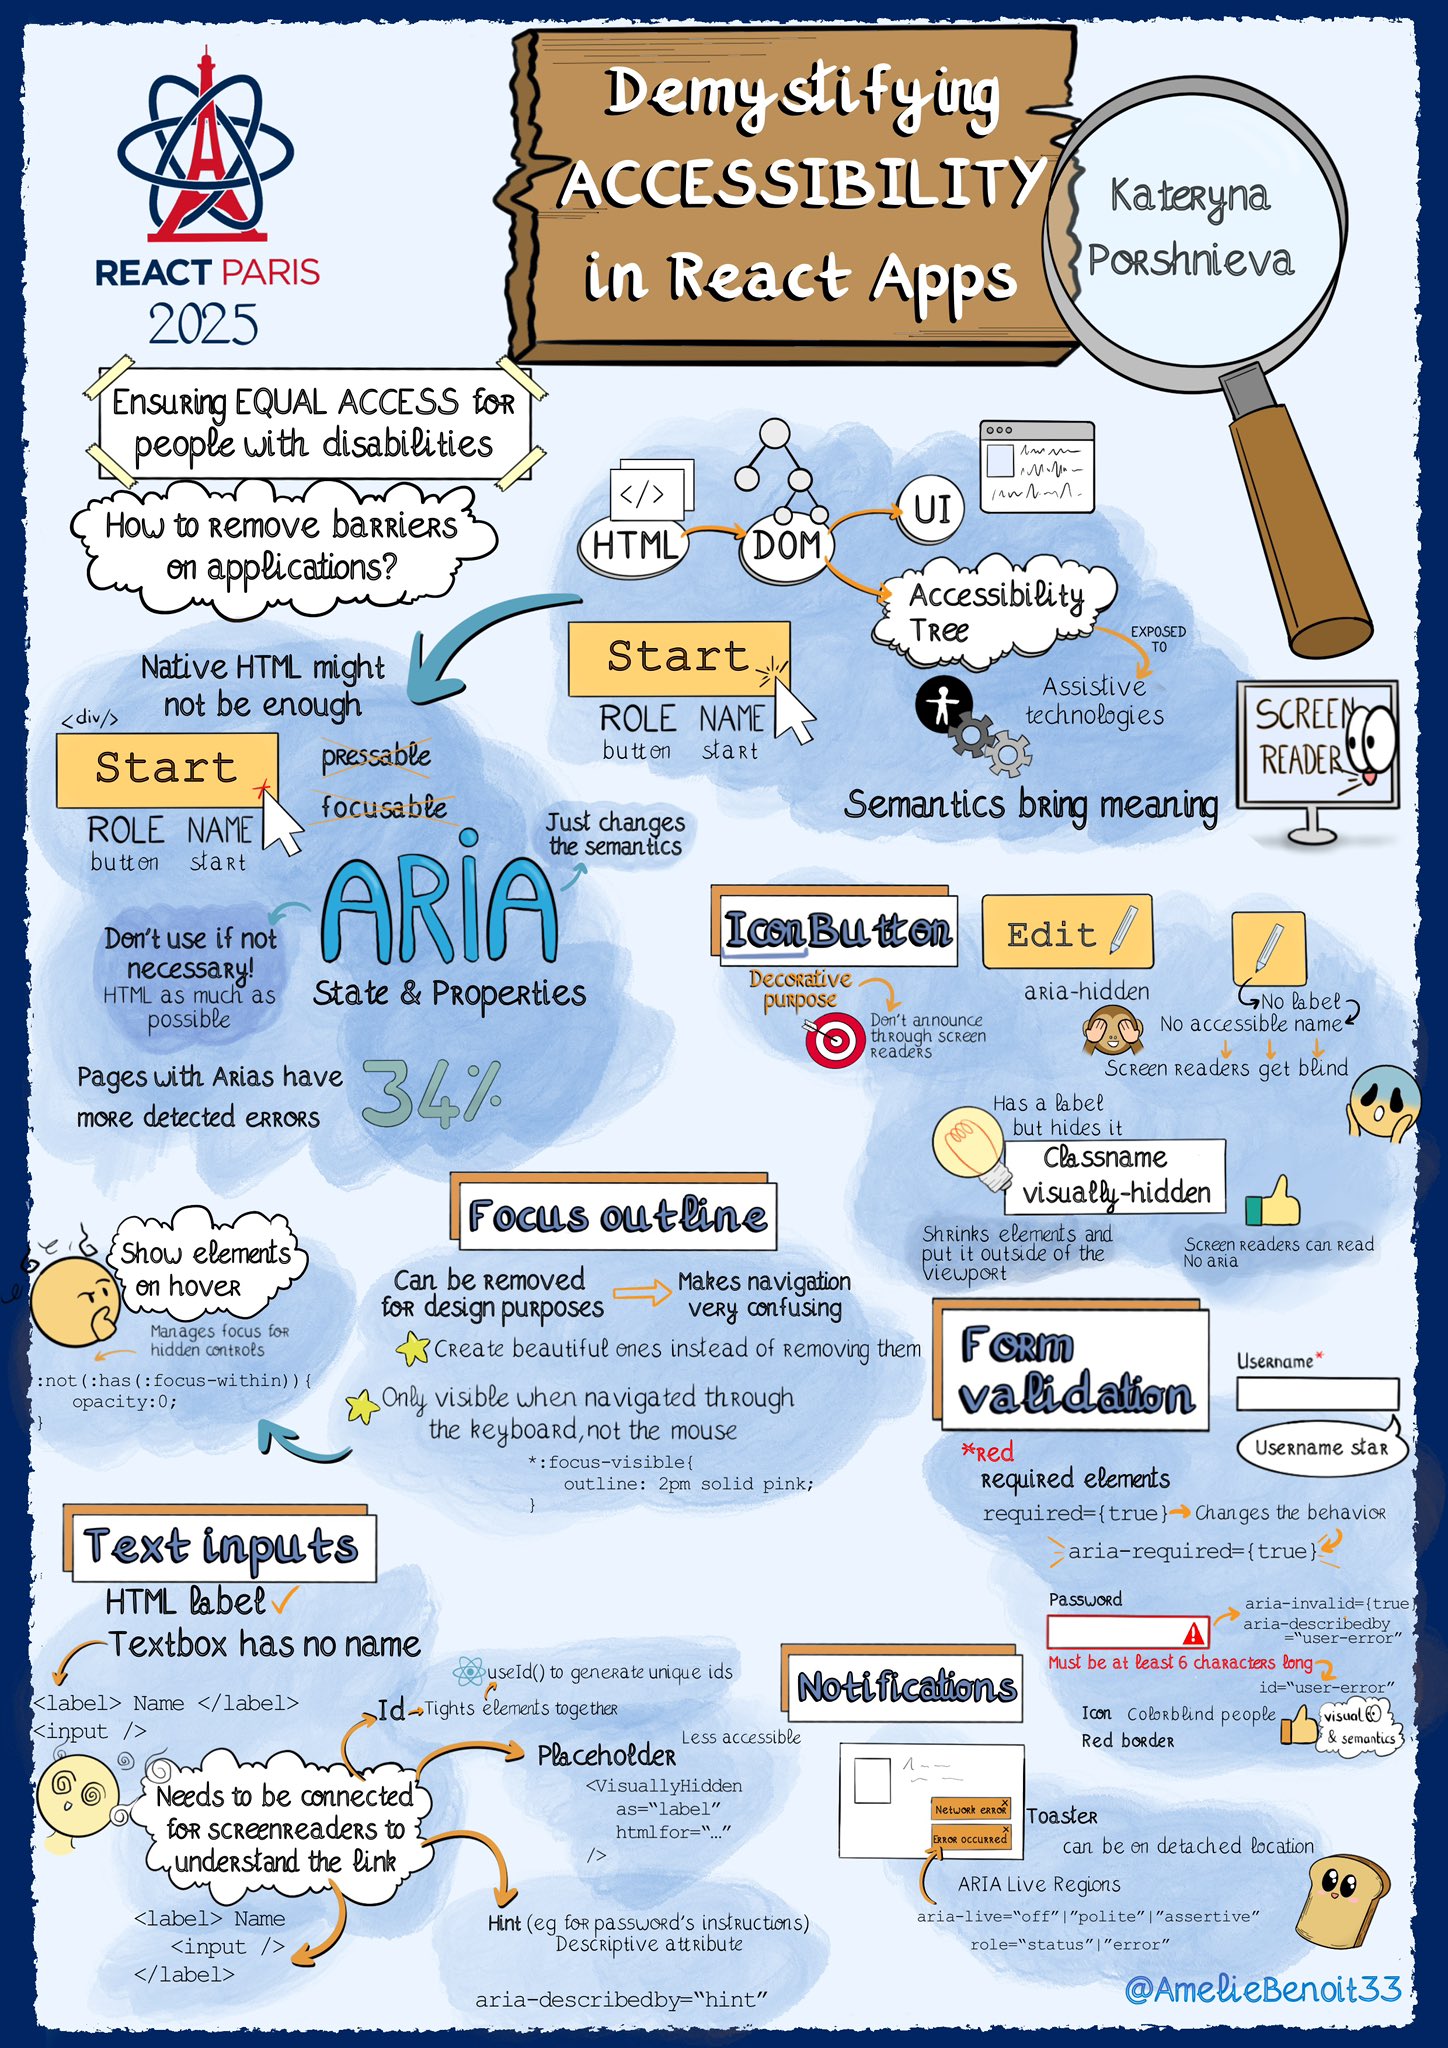 REACT PARIS
2025
Demystifying
ACCESSIBILITY
in React Apps
Kateryna
Porshnieva
Ensuring EQUAL ACCESS for
people with disabilities
How to remove barriers
on applications?
</>
HTML
DOM
UI
Accessibility
Tree
EXPOSED
TO
Assistive
technologies
Start
ROLE NAME
button start
SCREEN
READER
Semantics bring meaning
Native HTML might
not be enough
<div/>
Start
pressable
focusable
ROLE NAME
button start
ARIA
Just changes
the semantics
State & Properties
Don't use if not
necessary!
HTML as much as
possible
Pages with Arias have
more detected errors
34%
IconButton
Decorative
purpose
Don't announce
through screen
readers
Edit
aria-hidden
No label
No accessible name
Screen readers get blind
Has a label
but hides it
Classname
visually-hidden
Shrinks elements and
put it outside of the
viewport
Screen readers can read
No aria
Focus outline
Can be removed
for design purposes
Makes navigation
very confusing
Create beautiful ones instead of removing them
Only visible when navigated through
the keyboard, not the mouse
*:focus-visible{
outline: 2pm solid pink;
}
Show elements
on hover
Manages focus for
hidden controls
:not(:has(:focus-within)){
opacity:0;
}
Form
validation
Username*
Username star
*Red
required elements
required={true}
Changes the behavior
aria-required={true}
Password
aria-invalid={true
aria-describedby
="user-error"
Must be at least 6 characters long
id="user-error"
Icon Colorblind people
Red border
visual
& semantics
Text inputs
HTML label
Textbox has no name
<label> Name </label>
<input />
Needs to be connected
for screenreaders to
understand the link
Id
Tights elements together
useId() to generate unique ids
Placeholder
Less accessible
<VisuallyHidden
as="label"
htmlfor="…"
/>
Hint (eg for password's instructions)
Descriptive attribute
aria-describedby="hint"
<label> Name
<input />
</label>
Notifications
Network error
x
Error occurred
x
Toaster
can be on detached location
ARIA Live Regions
aria-live="off"|"polite"|"assertive"
role="status"|"error"
@AmelieBenoit33